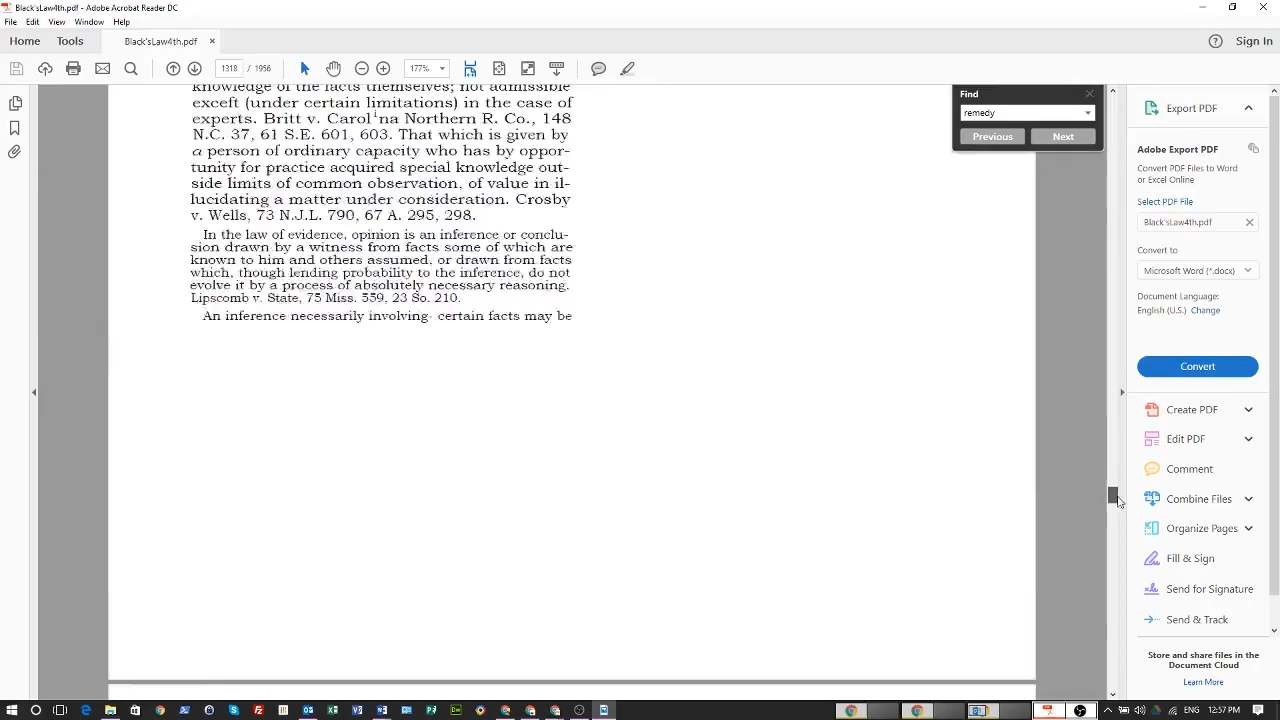 Black'sLaw4th.pdf - Adobe Acrobat Reader DC
File Edit View Window Help
Home Tools Black'sLaw4th.pdf × Sign In
1318 / 1956 177%
knowledge of the facts themselves; not admissible
exceft (under certain limitations) in the case of
experts. Britt v. Carol'na Northern R. Co., 148
N.C. 37, 61 S.E. 601, 603. That which is given by
a person of ordinary capacity who has by oppor-
tunity for practice acquired special knowledge out-
side limits of common observation, of value in il-
lucidating a matter under consideration. Crosby
v. Wells, 73 N.J.L. 790, 67 A. 295, 298.
In the law of evidence, opinion is an inference or conclu-
sion drawn by a witness from facts some of which are
known to him and others assumed, or drawn from facts
which, though lending probability to the inference, do not
evolve it by a process of absolutely necessary reasoning.
Lipscomb v. State, 75 Miss. 559, 23 So. 210.
An inference necessarily involving certain facts may be
Find
remedy
Previous Next
Export PDF
Adobe Export PDF
Convert PDF Files to Word
or Excel Online
Select PDF File
Black'sLaw4th.pdf
Convert to
Microsoft Word (*.docx)
Document Language:
English (U.S.) Change
Convert
Create PDF
Edit PDF
Comment
Combine Files
Organize Pages
Fill & Sign
Send for Signature
Send & Track
Store and share files in the
Document Cloud
Learn More
12:57 PM